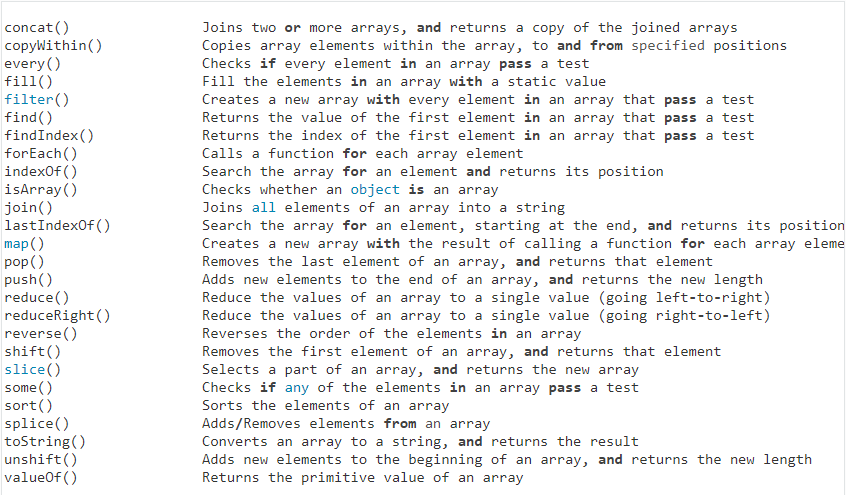 concat() Joins two or more arrays, and returns a copy of the joined arrays
copyWithin() Copies array elements within the array, to and from specified positions
every() Checks if every element in an array pass a test
fill() Fill the elements in an array with a static value
filter() Creates a new array with every element in an array that pass a test
find() Returns the value of the first element in an array that pass a test
findIndex() Returns the index of the first element in an array that pass a test
forEach() Calls a function for each array element
indexOf() Search the array for an element and returns its position
isArray() Checks whether an object is an array
join() Joins all elements of an array into a string
lastIndexOf() Search the array for an element, starting at the end, and returns its position
map() Creates a new array with the result of calling a function for each array eleme
pop() Removes the last element of an array, and returns that element
push() Adds new elements to the end of an array, and returns the new length
reduce() Reduce the values of an array to a single value (going left-to-right)
reduceRight() Reduce the values of an array to a single value (going right-to-left)
reverse() Reverses the order of the elements in an array
shift() Removes the first element of an array, and returns that element
slice() Selects a part of an array, and returns the new array
some() Checks if any of the elements in an array pass a test
sort() Sorts the elements of an array
splice() Adds/Removes elements from an array
toString() Converts an array to a string, and returns the result
unshift() Adds new elements to the beginning of an array, and returns the new length
valueOf() Returns the primitive value of an array